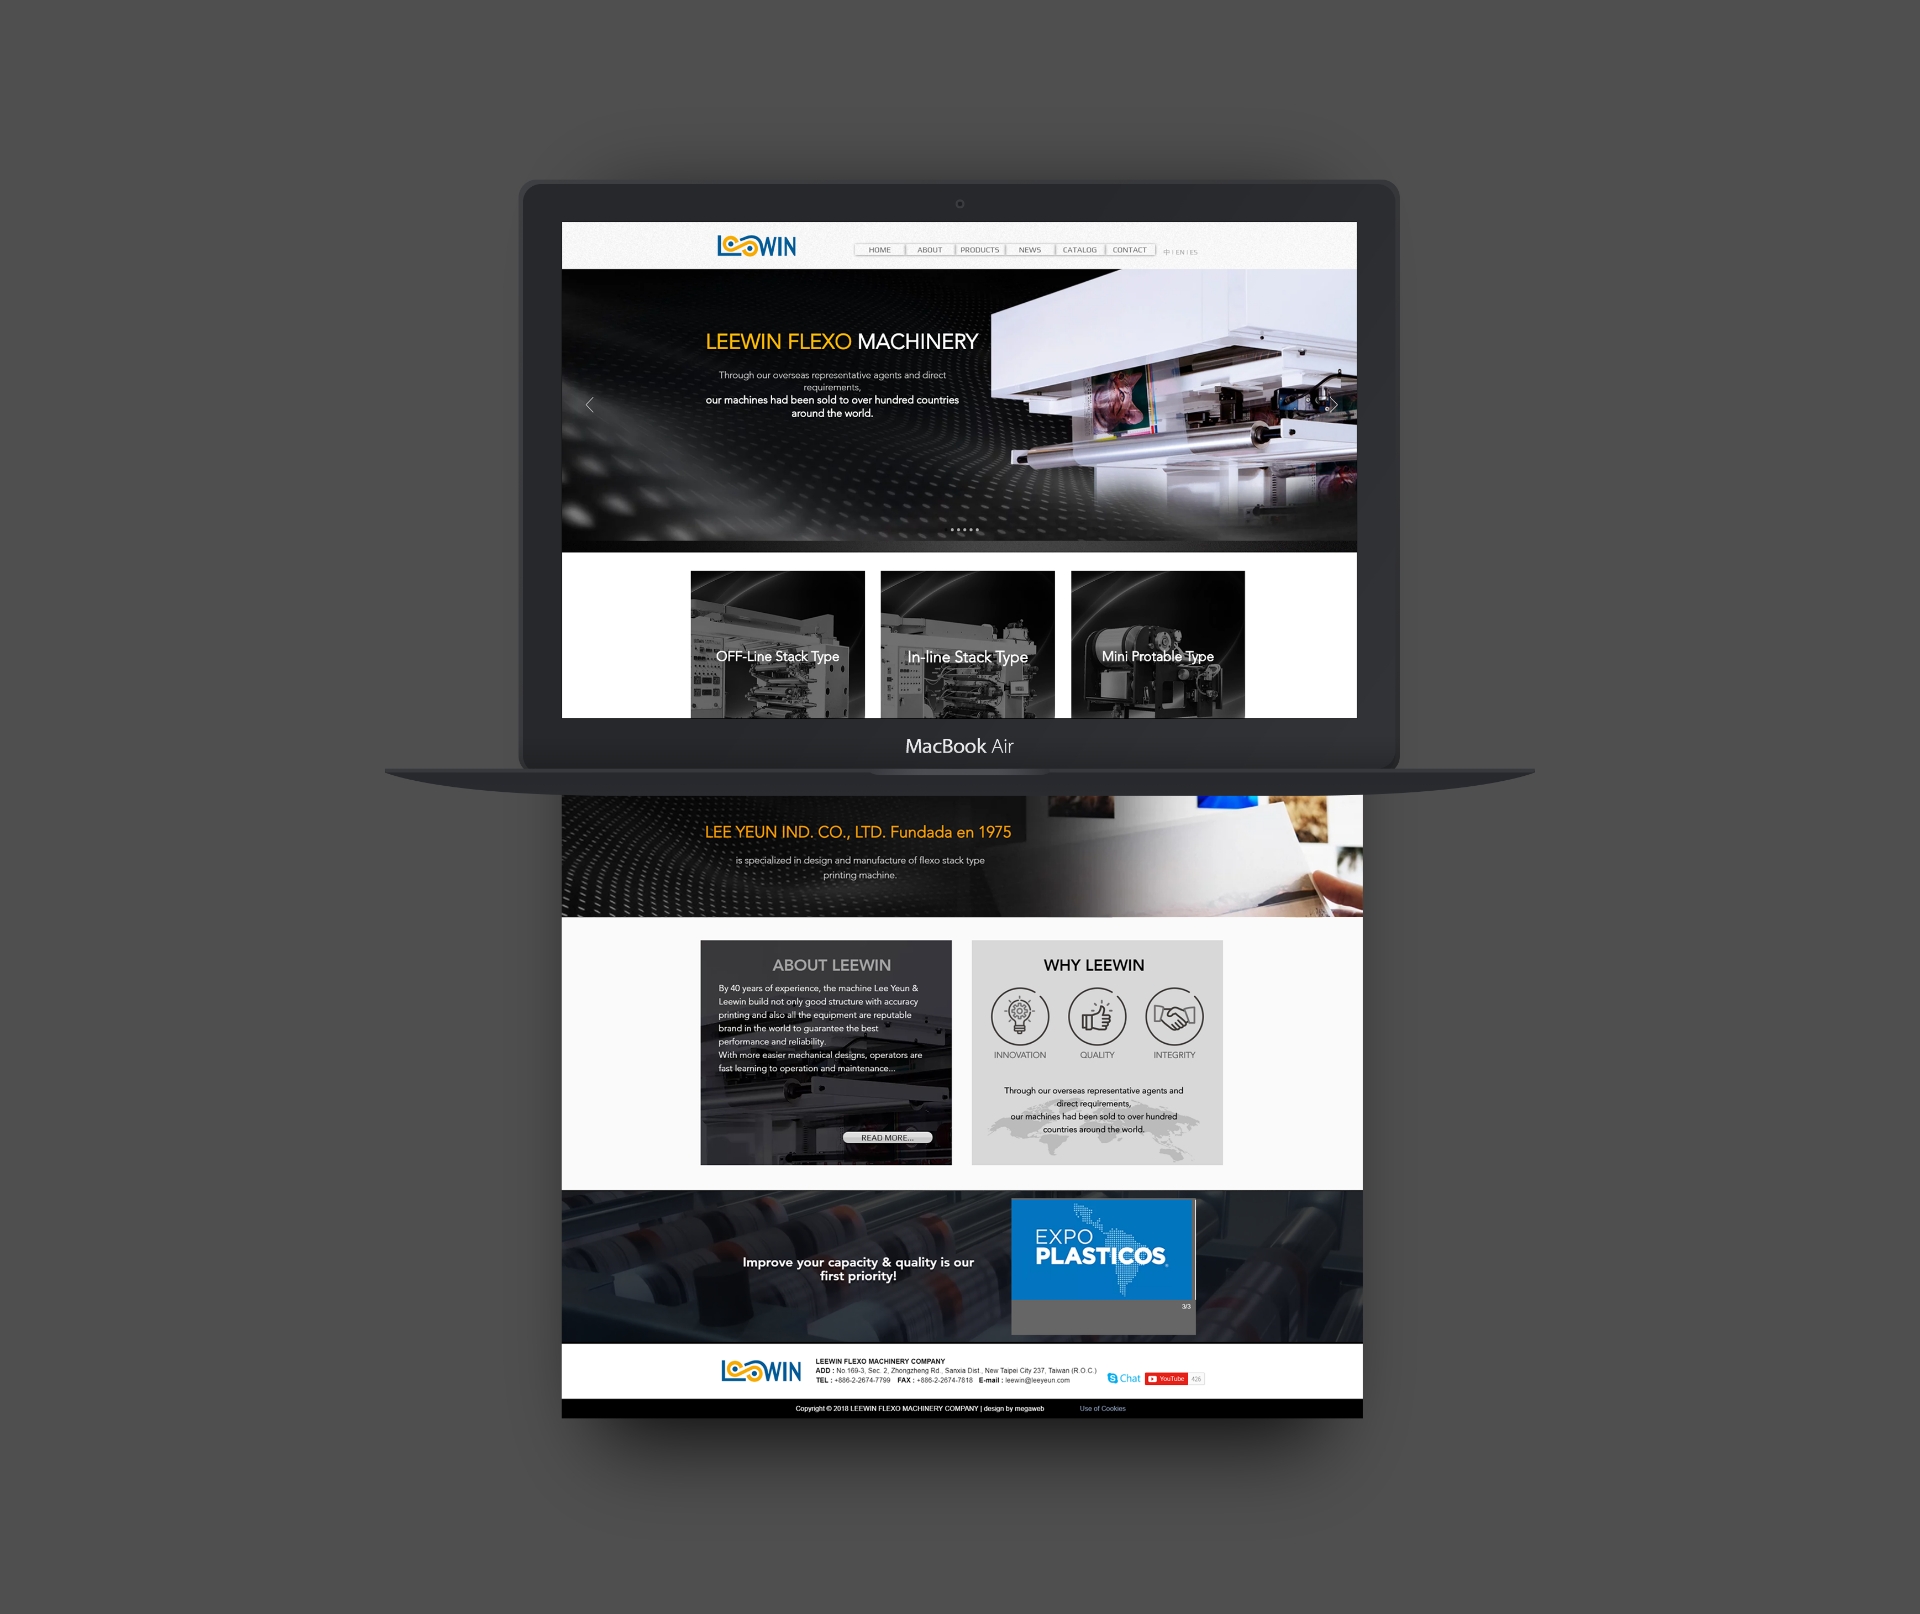 LEEWIN
HOME ABOUT PRODUCTS NEWS CATALOG CONTACT 中 | EN | ES
LEEWIN FLEXO MACHINERY
Through our overseas representative agents and direct
requirements,
our machines had been sold to over hundred countries
around the world.
OFF-Line Stack Type
In-line Stack Type
Mini Protable Type
MacBook Air
LEE YEUN IND. CO., LTD. Fundada en 1975
is specialized in design and manufacture of flexo stack type
printing machine.
ABOUT LEEWIN
By 40 years of experience, the machine Lee Yeun &
Leewin build not only good structure with accuracy
printing and also all the equipment are reputable
brand in the world to guarantee the best
performance and reliability.
With more easier mechanical designs, operators are
fast learning to operation and maintenance...
READ MORE...
WHY LEEWIN
INNOVATION QUALITY INTEGRITY
Through our overseas representative agents and
direct requirements,
our machines had been sold to over hundred
countries around the world.
Improve your capacity & quality is our
first priority!
EXPO
PLASTICOS
3/3
LEEWIN
LEEWIN FLEXO MACHINERY COMPANY
ADD : No.169-3, Sec. 2, Zhongzheng Rd., Sanxia Dist., New Taipei City 237, Taiwan (R.O.C.)
TEL : +886-2-2674-7799 FAX : +886-2-2674-7818 E-mail : leewin@leeyeun.com
Chat
YouTube 426
Copyright © 2018 LEEWIN FLEXO MACHINERY COMPANY | design by megaweb Use of Cookies